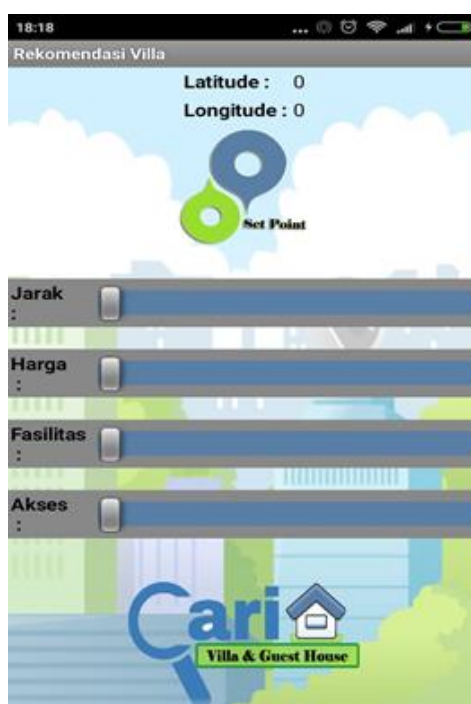 18:18
Rekomendasi Villa
Latitude : 0
Longitude : 0
Set Point
Jarak
:
Harga
:
Fasilitas
:
Akses
:
Cari
Villa & Guest House